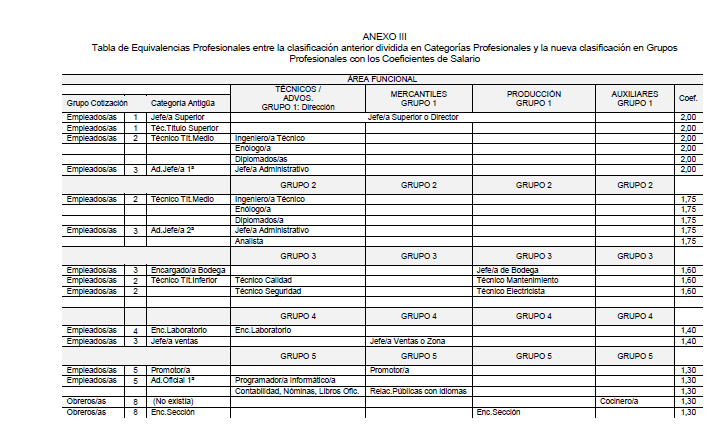 ANEXO III
Tabla de Equivalencias Profesionales entre la clasificación anterior dividida en Categorías Profesionales y la nueva clasificación en Grupos
Profesionales con los Coeficientes de Salario
ÁREA FUNCIONAL
Grupo Cotización Categoría Antigüa TÉCNICOS / ADVOS. GRUPO 1: Dirección MERCANTILES GRUPO 1 PRODUCCIÓN GRUPO 1 AUXILIARES GRUPO 1 Coef.
Empleados/as 1 Jefe/a Superior Jefe/a Superior o Director 2,00
Empleados/as 1 Téc.Título Superior 2,00
Empleados/as 2 Técnico Tít.Medio Ingeniero/a Técnico 2,00
Enólogo/a 2,00
Diplomados/as 2,00
Empleados/as 3 Ad.Jefe/a 1ª Jefe/a Administrativo 2,00
GRUPO 2 GRUPO 2 GRUPO 2 GRUPO 2
Empleados/as 2 Técnico Tít.Medio Ingeniero/a Técnico 1,75
Enólogo/a 1,75
Diplomados/a 1,75
Empleados/as 3 Ad.Jefe/a 2ª Jefe/a Administrativo 1,75
Analista 1,75
GRUPO 3 GRUPO 3 GRUPO 3 GRUPO 3
Empleados/as 3 Encargado/a Bodega Jefe/a de Bodega 1,60
Empleados/as 2 Técnico Tít.Inferior Técnico Calidad Técnico Mantenimiento 1,60
Empleados/as 2 Técnico Seguridad Técnico Electricista 1,60
GRUPO 4 GRUPO 4 GRUPO 4 GRUPO 4
Empleados/as 4 Enc.Laboratorio Enc.Laboratorio 1,40
Empleados/as 3 Jefe/a ventas Jefe/a Ventas o Zona 1,40
GRUPO 5 GRUPO 5 GRUPO 5 GRUPO 5
Empleados/as 5 Promotor/a Promotor/a 1,30
Empleados/as 5 Ad.Oficial 1ª Programador/a Informático/a 1,30
Contabilidad, Nóminas, Libros Ofic. Relac.Públicas con Idiomas 1,30
Obreros/as 8 (No existía) Cocinero/a 1,30
Obreros/as 8 Enc.Sección Enc.Sección 1,30